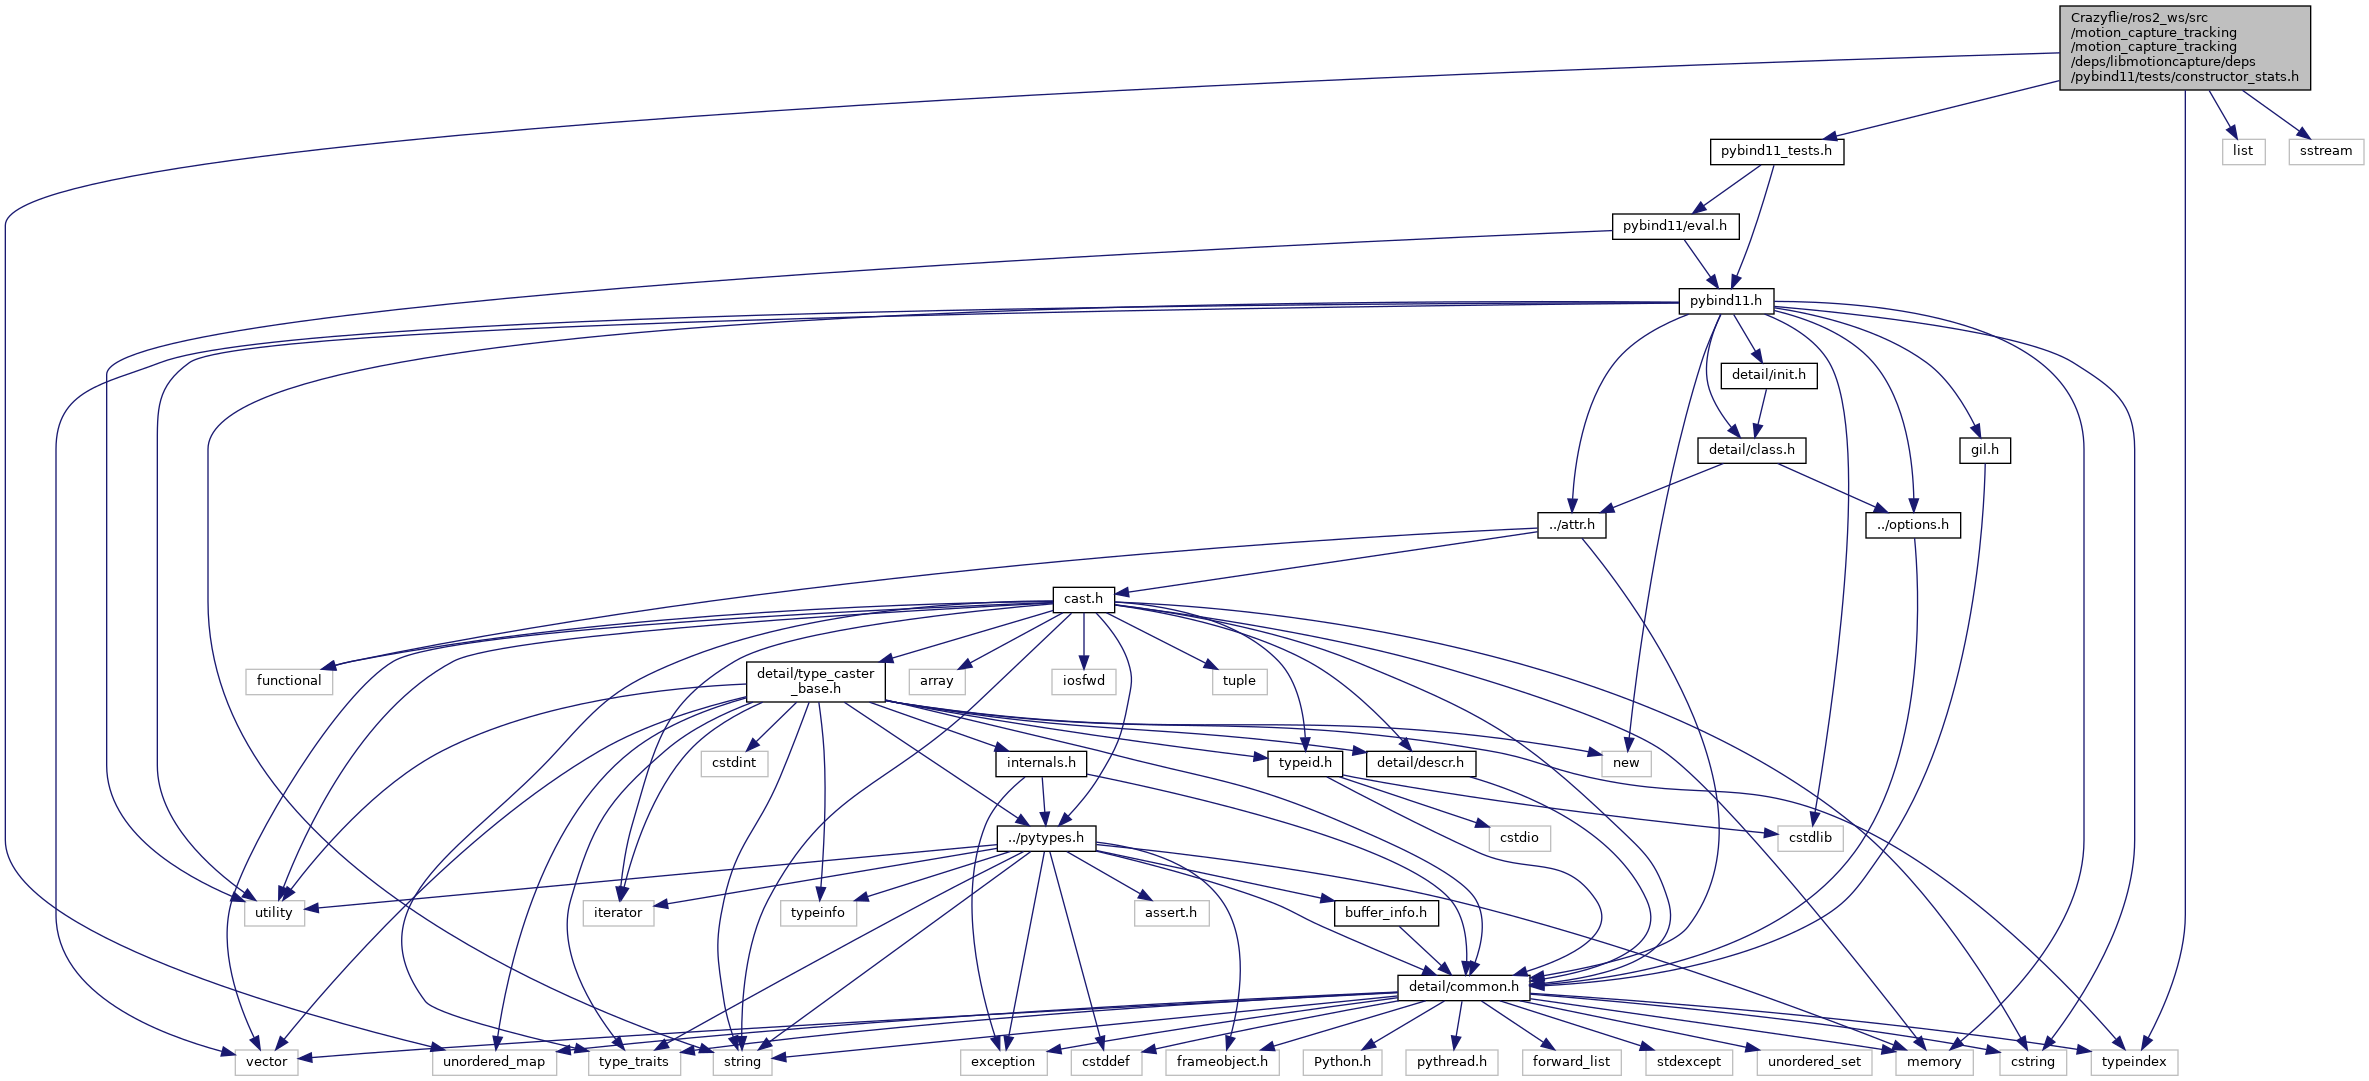 Crazyflie/ros2_ws/src
/motion_capture_tracking
/motion_capture_tracking
/deps/libmotioncapture/deps
/pybind11/tests/constructor_stats.h
pybind11_tests.h
list
sstream
pybind11/eval.h
pybind11.h
detail/init.h
detail/class.h
gil.h
../attr.h
../options.h
cast.h
functional
detail/type_caster
_base.h
array
iosfwd
tuple
cstdint
internals.h
typeid.h
detail/descr.h
new
../pytypes.h
cstdio
cstdlib
utility
iterator
typeinfo
assert.h
buffer_info.h
detail/common.h
vector
unordered_map
type_traits
string
exception
cstddef
frameobject.h
Python.h
pythread.h
forward_list
stdexcept
unordered_set
memory
cstring
typeindex